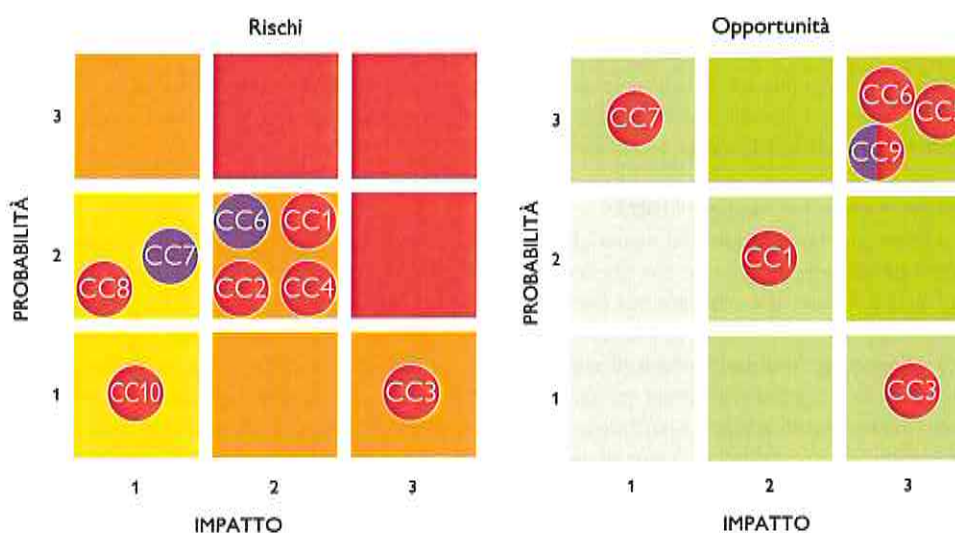 Rischi
3
PROBABILITÀ
2
CC6
CC1
CC7
CC8
CC2
CC4
1
CC10
CC3
1
2
3
IMPATTO
Opportunità
3
CC7
CC6
CC9
PROBABILITÀ
2
CC1
1
CC3
1
2
3
IMPATTO